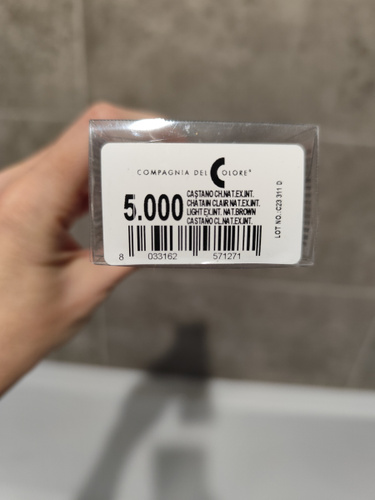 COMPAGNIA DEL COLORE®
5.000
CASTANO CH.NAT.EX.INT.
CHATAIN CLAIR NAT.EX.INT.
LIGHT EX.INT. NAT.BROWN
CASTAÑO CL.NAT.EX.INT.
8 033162 571271
LOT NO.:C23 311 D